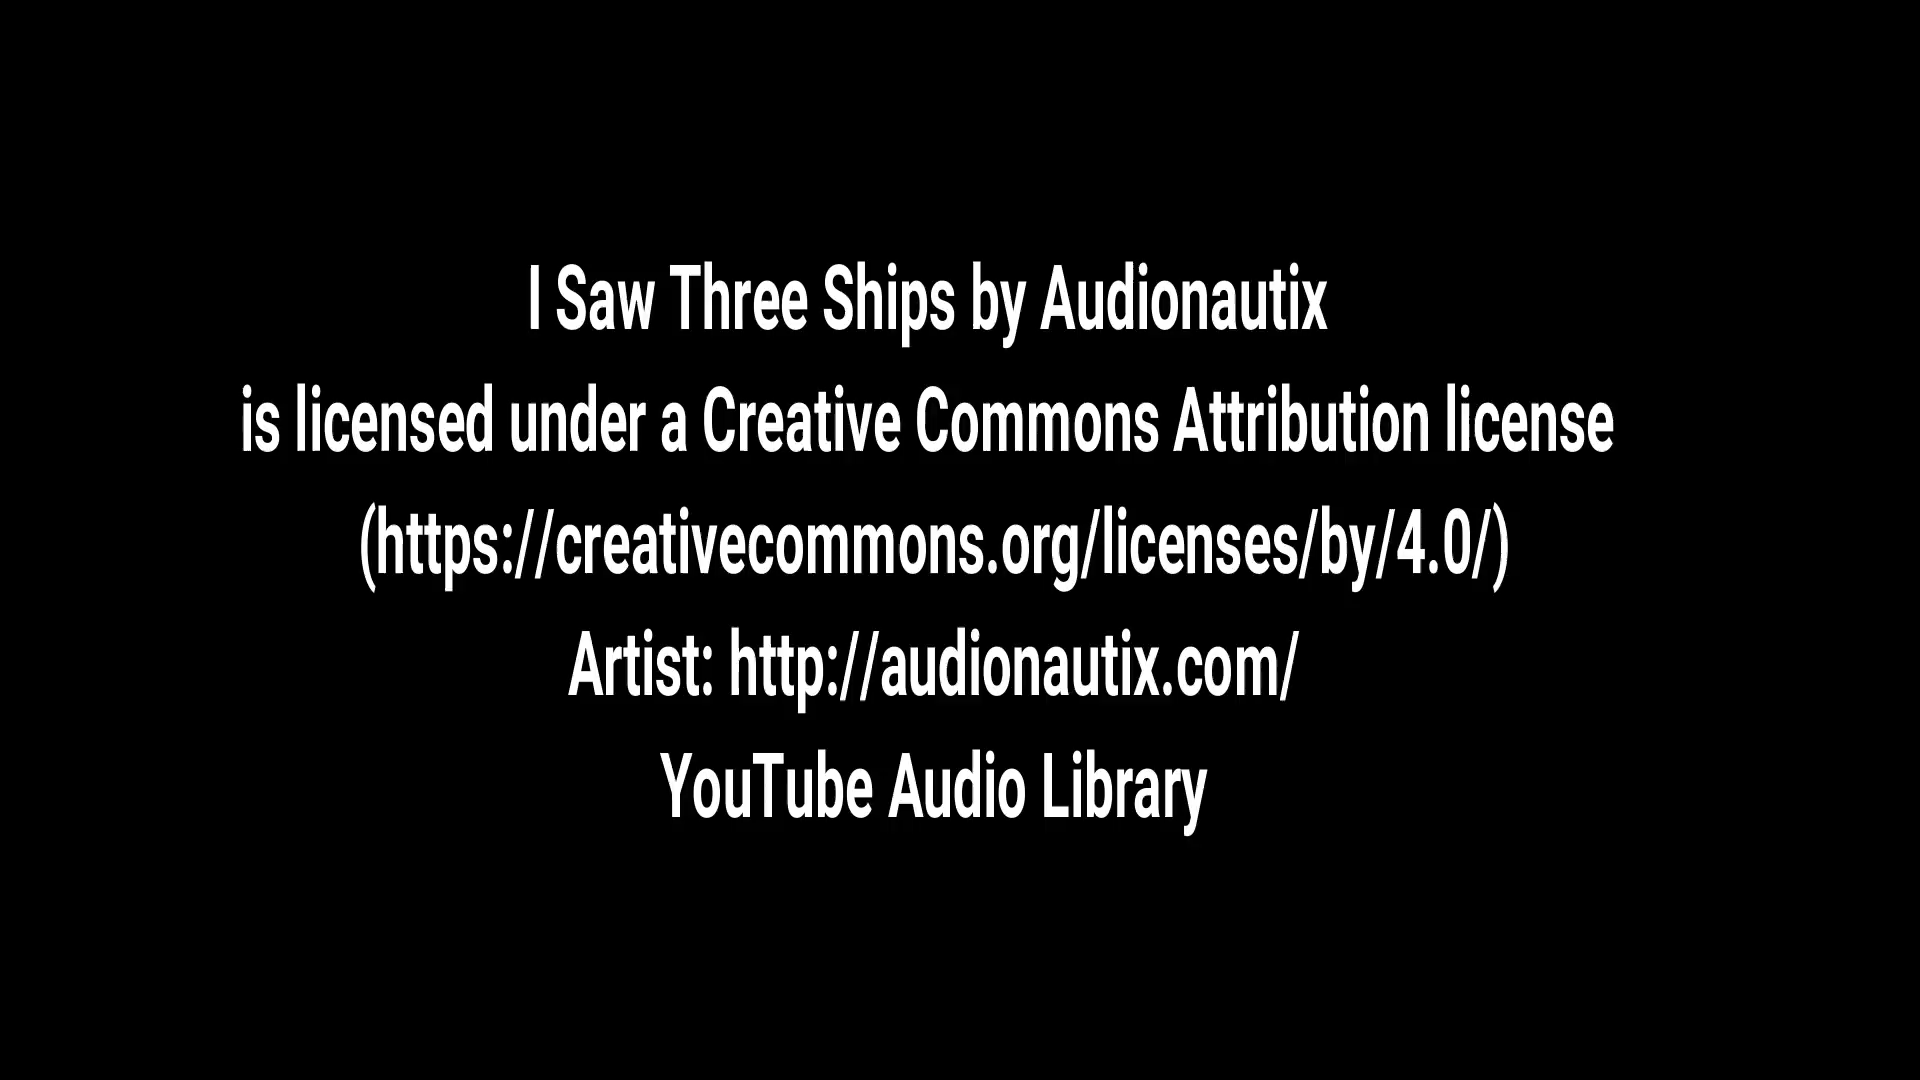 I Saw Three Ships by Audionautix
is licensed under a Creative Commons Attribution license
(https://creativecommons.org/licenses/by/4.0/)
Artist: http://audionautix.com/
YouTube Audio Library